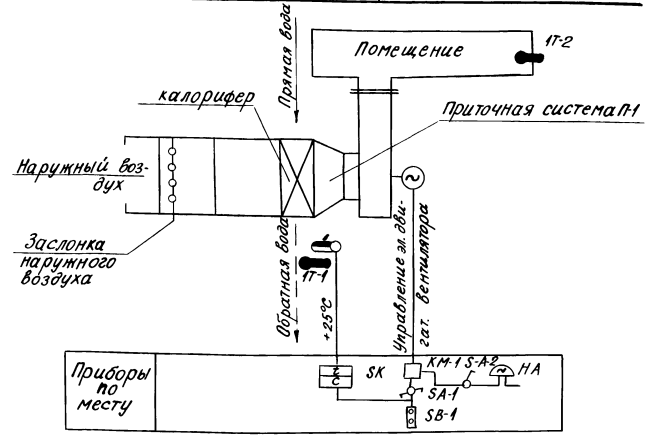 Прямая вода
Помещение
1Т-2
калорифер
Приточная система П-1
Наружный воз-
дух
Заслонка
наружного
воздуха
Обратная вода
1Т-1
+25°С
Управление эл. дви-
гат. вентилятора
Приборы
по
месту
τ
С
SK
КМ-1
S-A-2
НА
SA-1
SB-1